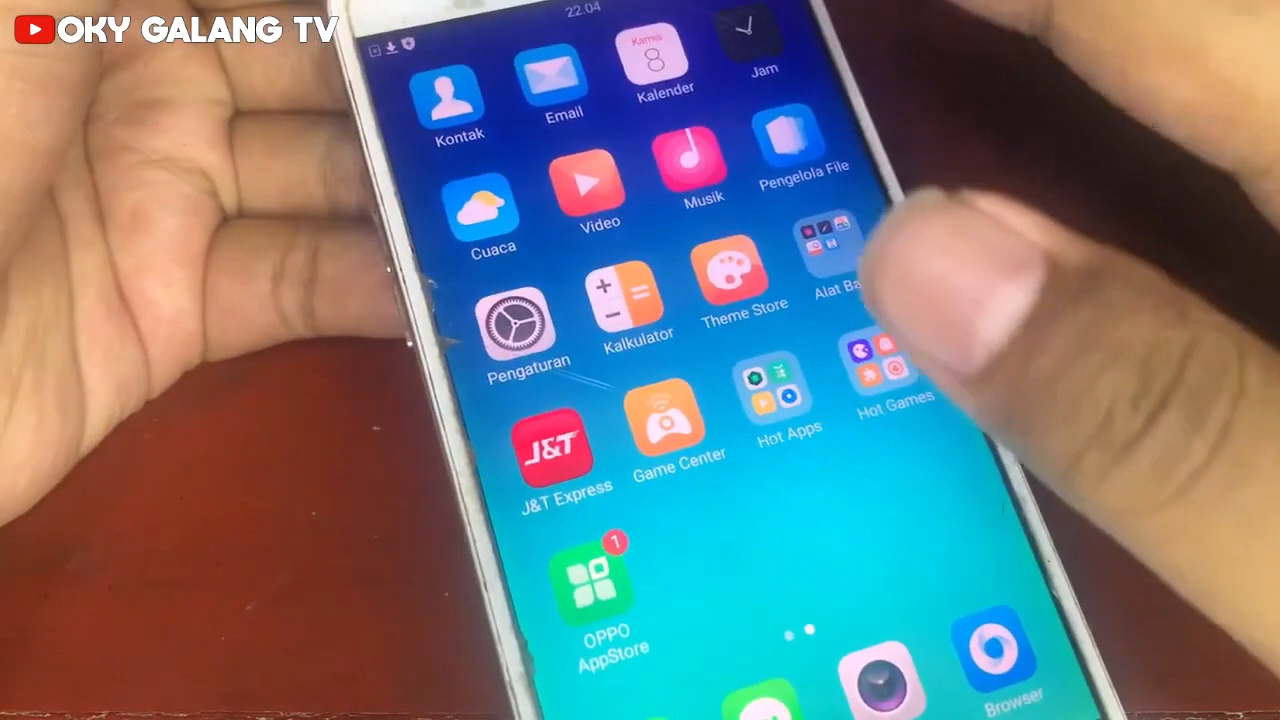 OKY GALANG TV
22.04
Kontak
Email
Kamis
8
Kalender
Jam
Cuaca
Video
Musik
Pengelola File
Pengaturan
Kalkulator
Theme Store
Alat
J&T
J&T Express
Game Center
Hot Apps
Hot Games
1
OPPO
AppStore
Browser